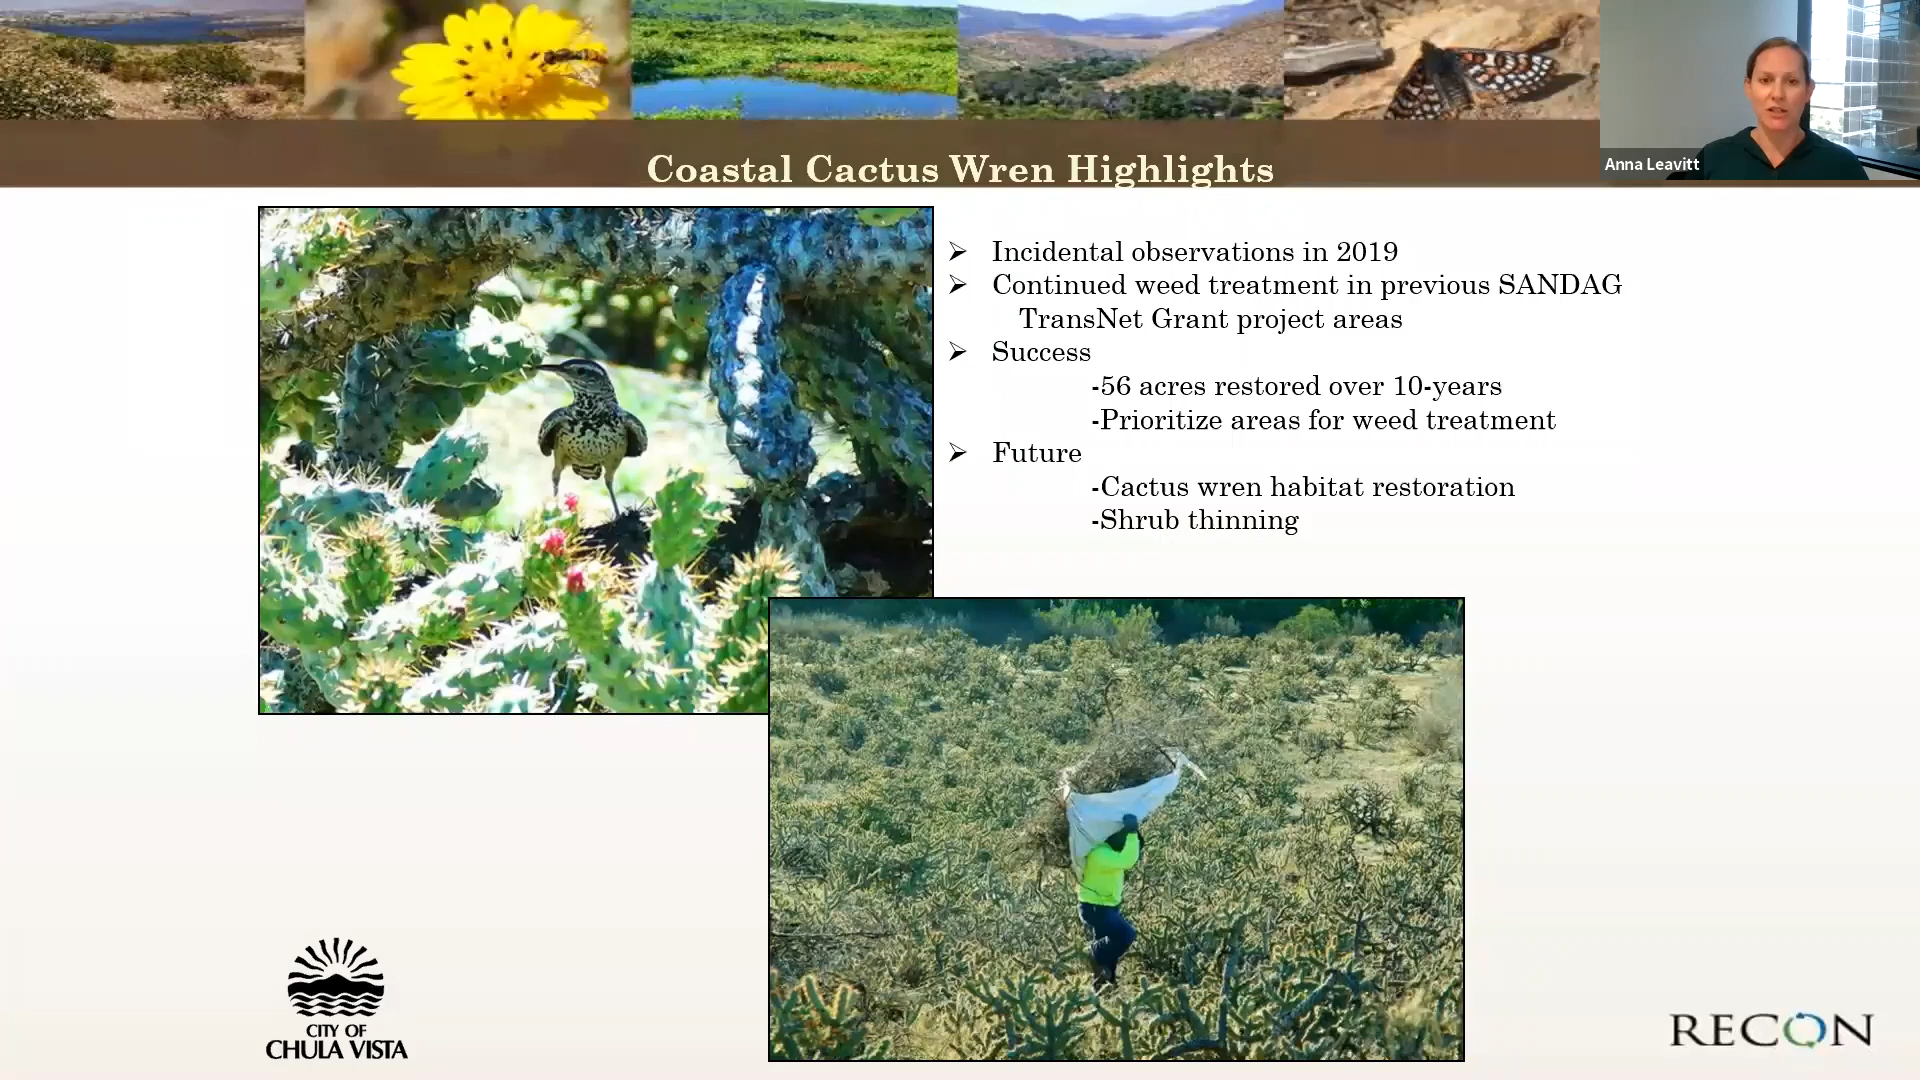 Coastal Cactus Wren Highlights
Anna Leavitt
Incidental observations in 2019
Continued weed treatment in previous SANDAG
TransNet Grant project areas
Success
-56 acres restored over 10-years
-Prioritize areas for weed treatment
Future
-Cactus wren habitat restoration
-Shrub thinning
CITY OF
CHULA VISTA
RECON